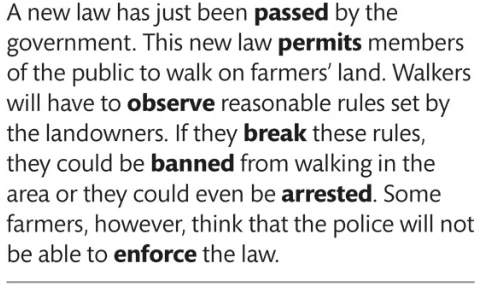 A new law has just been passed by the
government. This new law permits members
of the public to walk on farmers' land. Walkers
will have to observe reasonable rules set by
the landowners. If they break these rules,
they could be banned from walking in the
area or they could even be arrested. Some
farmers, however, think that the police will not
be able to enforce the law.